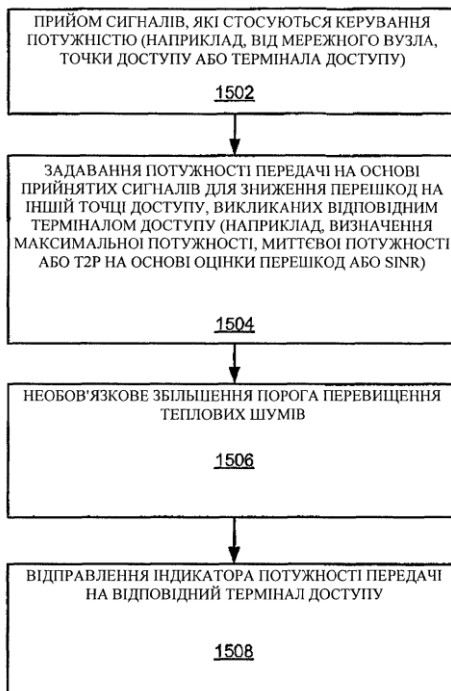 ПРИЙОМ СИГНАЛІВ, ЯКІ СТОСУЮТЬСЯ КЕРУВАННЯ
ПОТУЖНІСТЮ (НАПРИКЛАД, ВІД МЕРЕЖНОГО ВУЗЛА,
ТОЧКИ ДОСТУПУ АБО ТЕРМІНАЛА ДОСТУПУ)
1502
ЗАДАВАННЯ ПОТУЖНОСТІ ПЕРЕДАЧІ НА ОСНОВІ
ПРИЙНЯТИХ СИГНАЛІВ ДЛЯ ЗНИЖЕННЯ ПЕРЕШКОД НА
ІНШІЙ ТОЧЦІ ДОСТУПУ, ВИКЛИКАНИХ ВІДПОВІДНИМ
ТЕРМІНАЛОМ ДОСТУПУ (НАПРИКЛАД, ВИЗНАЧЕННЯ
МАКСИМАЛЬНОЇ ПОТУЖНОСТІ, МИТТЄВОЇ ПОТУЖНОСТІ
АБО T2P НА ОСНОВІ ОЦІНКИ ПЕРЕШКОД АБО SINR)
1504
НЕОБОВ'ЯЗКОВЕ ЗБІЛЬШЕННЯ ПОРОГА ПЕРЕВИЩЕННЯ
ТЕПЛОВИХ ШУМІВ
1506
ВІДПРАВЛЕННЯ ІНДИКАТОРА ПОТУЖНОСТІ ПЕРЕДАЧІ
НА ВІДПОВІДНИЙ ТЕРМІНАЛ ДОСТУПУ
1508